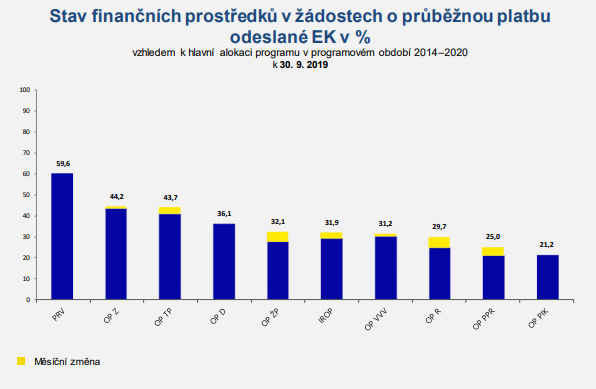 Stav finančních prostředků v žádostech o průběžnou platbu
odeslané EK v %
vzhledem k hlavní alokaci programu v programovém období 2014–2020
k 30. 9. 2019
100
90
80
70
60
50
40
30
20
10
0
59,6
44,2
43,7
36,1
32,1
31,9
31,2
29,7
25,0
21,2
PRV
OP Z
OP TP
OP D
OP ŽP
IROP
OP VVV
OP R
OP PPR
OP PIK
Měsíční změna